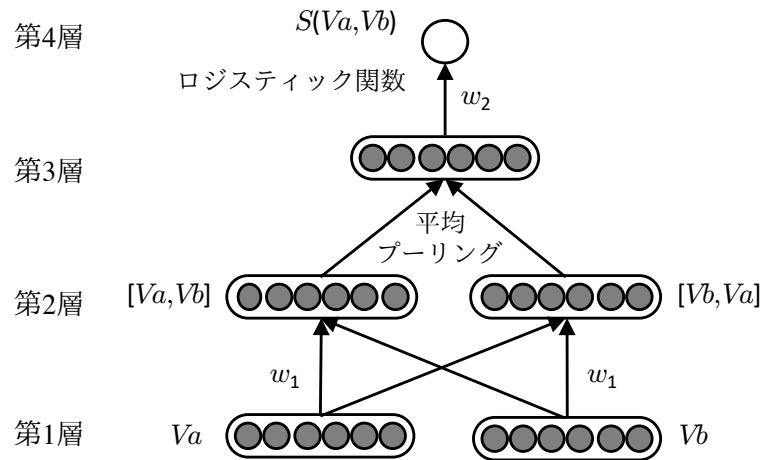 第4層
S(Va,Vb)
ロジスティック関数
w2
第3層
平均
プーリング
第2層
[Va,Vb]
[Vb,Va]
w1
w1
第1層
Va
Vb